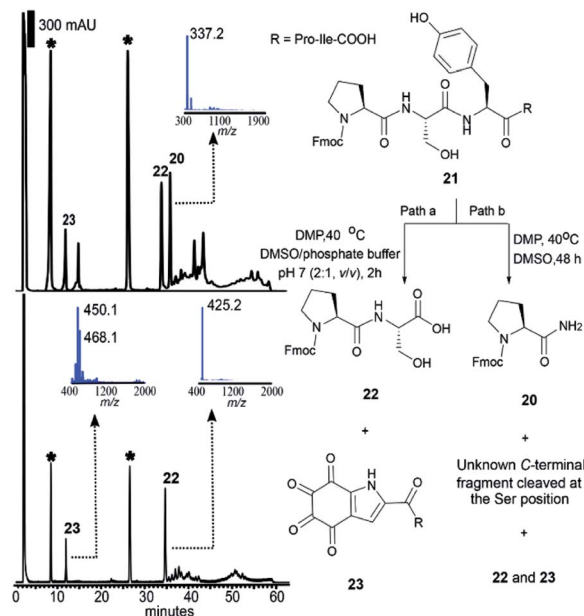 300 mAU
*
*
337.2
300 1100 1900
m/z
22
20
23
R = Pro-Ile-COOH
HO
O
H
N
O
R
N
N
H
Fmoc
O
OH
21
Path a
Path b
DMP,40 °C
DMSO/phosphate buffer
pH 7 (2:1, v/v), 2h
DMP, 40°C
DMSO,48 h
450.1
468.1
400 1200 2000
m/z
425.2
400 1200 2000
m/z
*
*
22
23
0 10 20 30 40 50 60
minutes
H
N
O
OH
N
Fmoc
O
OH
22
+
O
O
O
O
H
N
O
R
23
NH2
N
Fmoc
O
20
+
Unknown C-terminal
fragment cleaved at
the Ser position
+
22 and 23